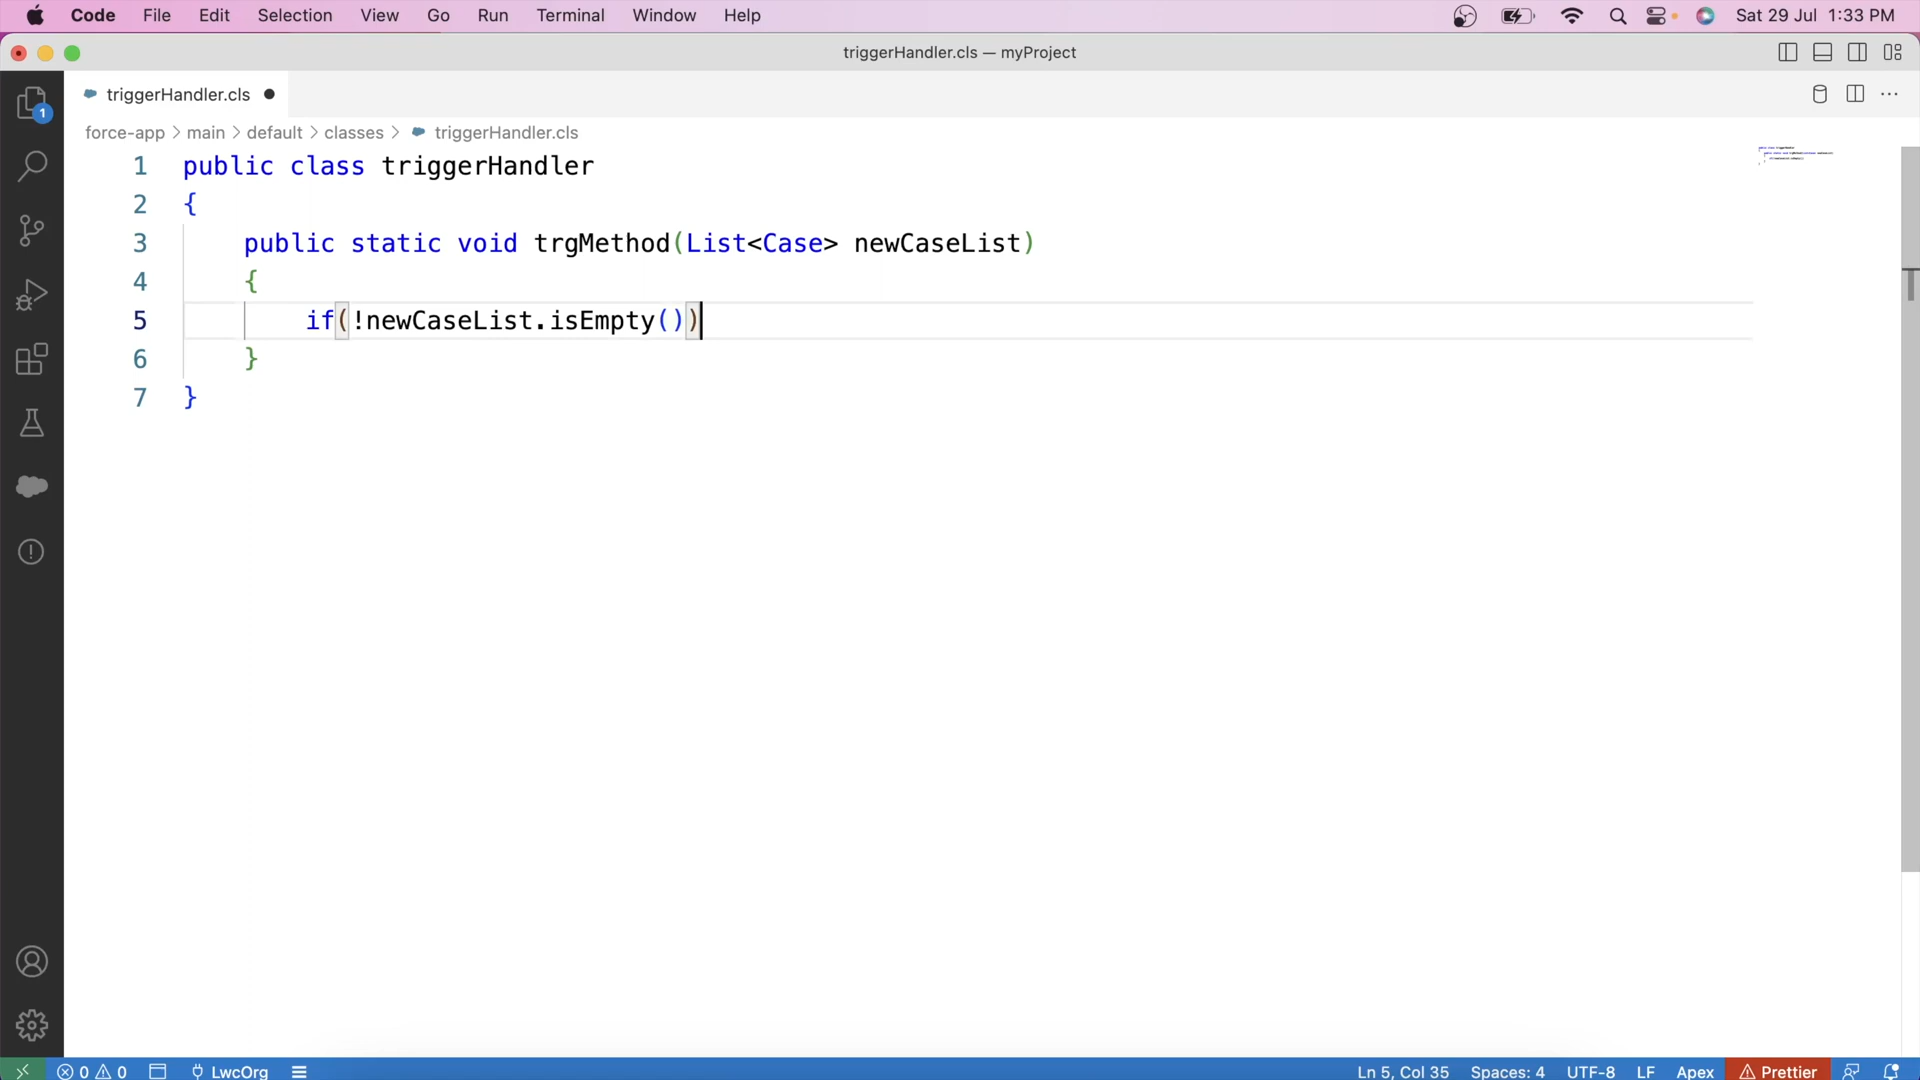 Code File Edit Selection View Go Run Terminal Window Help Sat 29 Jul 1:33 PM
triggerHandler.cls — myProject
triggerHandler.cls
force-app > main > default > classes > triggerHandler.cls
1 public class triggerHandler
2 {
3 public static void trgMethod(List<Case> newCaseList)
4 {
5 if(!newCaseList.isEmpty())
6 }
7 }
1
0 0 LwcOrg Ln 5, Col 35 Spaces: 4 UTF-8 LF Apex Prettier